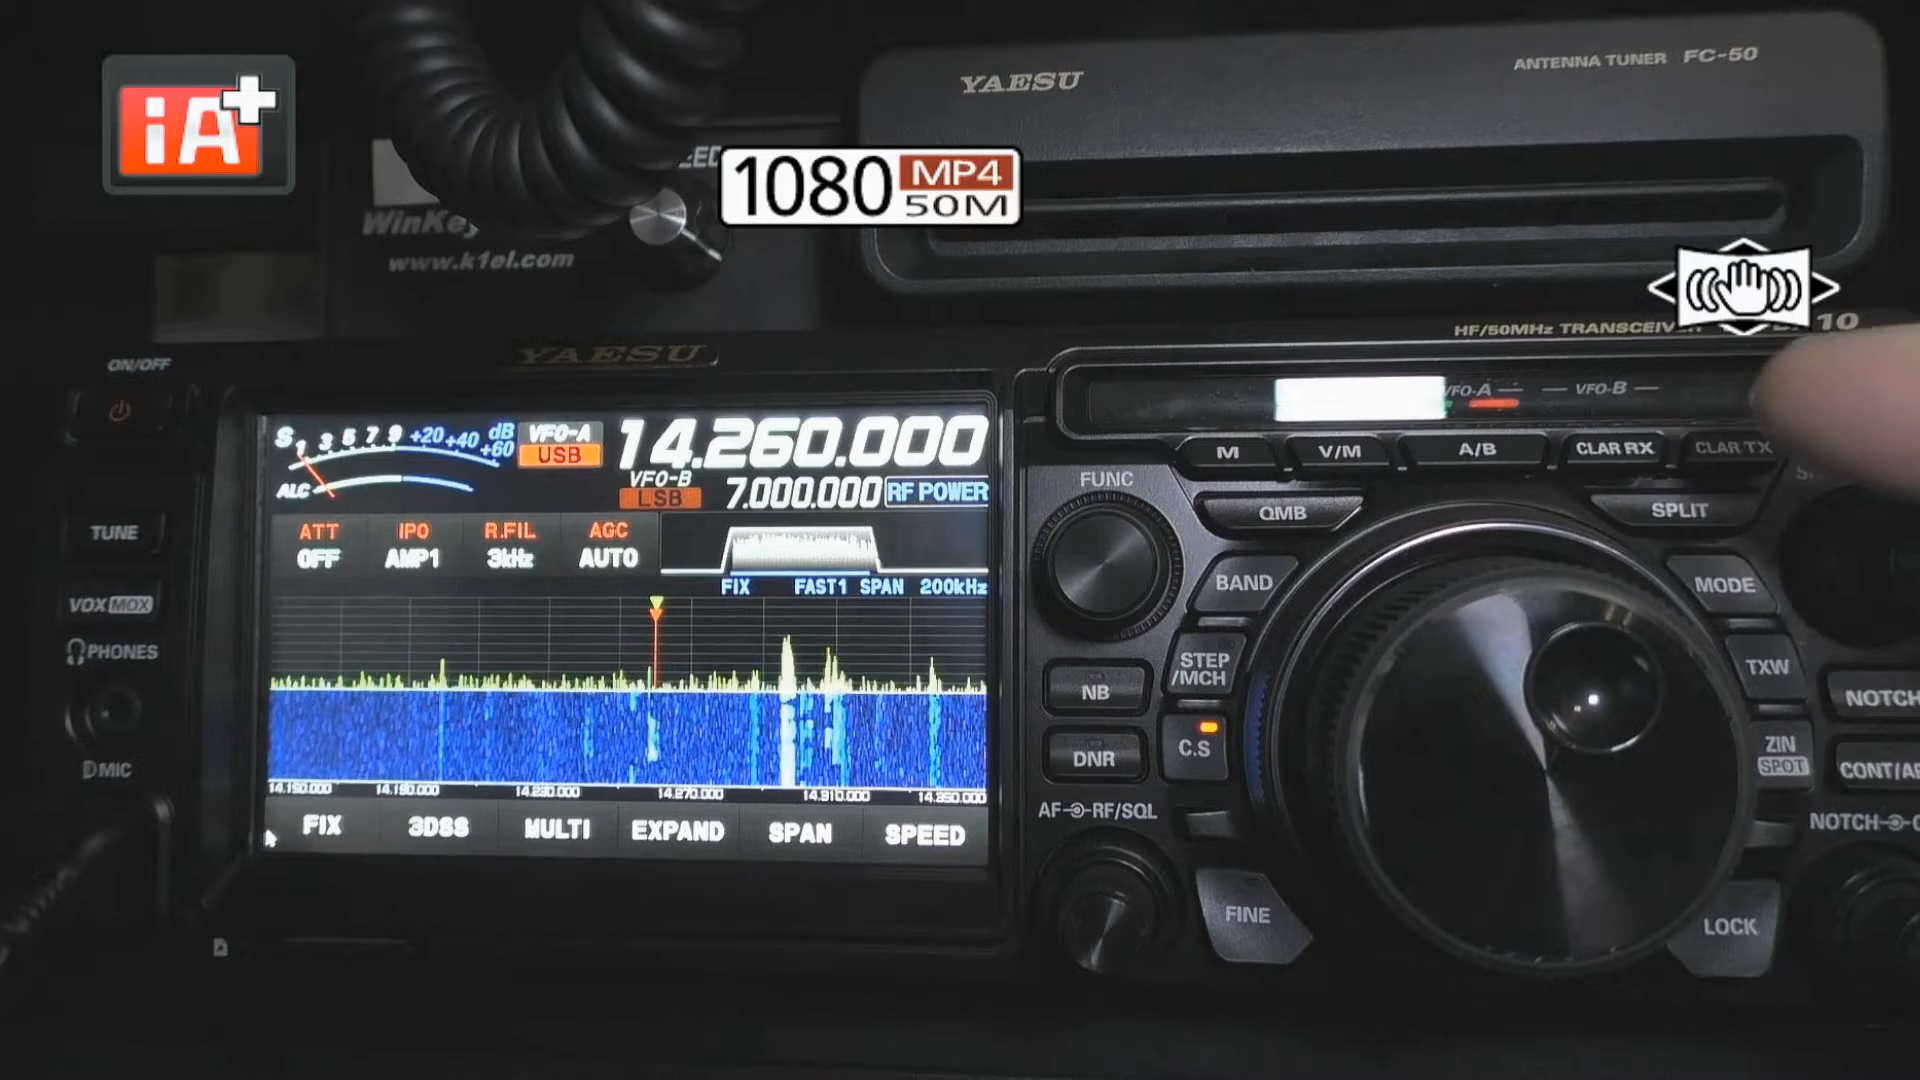 iA+
YAESU
ANTENNA TUNER FC-50
1080 MP4 50M
WinKey
www.k1el.com
HF/50MHz TRANSCEIVER
10
ON/OFF
YAESU
VFO-A
VFO-B
S 1 3 5 7 9 +20 +40 +60 dB
ALC
VFO-A
USB
14.260.000
VFO-B
LSB
7.000.000
RF POWER
M
V/M
A/B
CLAR RX
CLAR TX
FUNC
QMB
SPLIT
TUNE
ATT
OFF
IPO
AMP1
R.FIL
3kHz
AGC
AUTO
FIX FAST1 SPAN 200kHz
BAND
MODE
VOX MOX
PHONES
STEP
/MCH
TXW
NB
NOTCH
C.S
DNR
ZIN
SPOT
CONT/AP
MIC
14.150.000 14.190.000 14.230.000 14.270.000 14.310.000 14.350.000
AF RF/SQL
NOTCH
FIX 3DSS MULTI EXPAND SPAN SPEED
FINE
LOCK